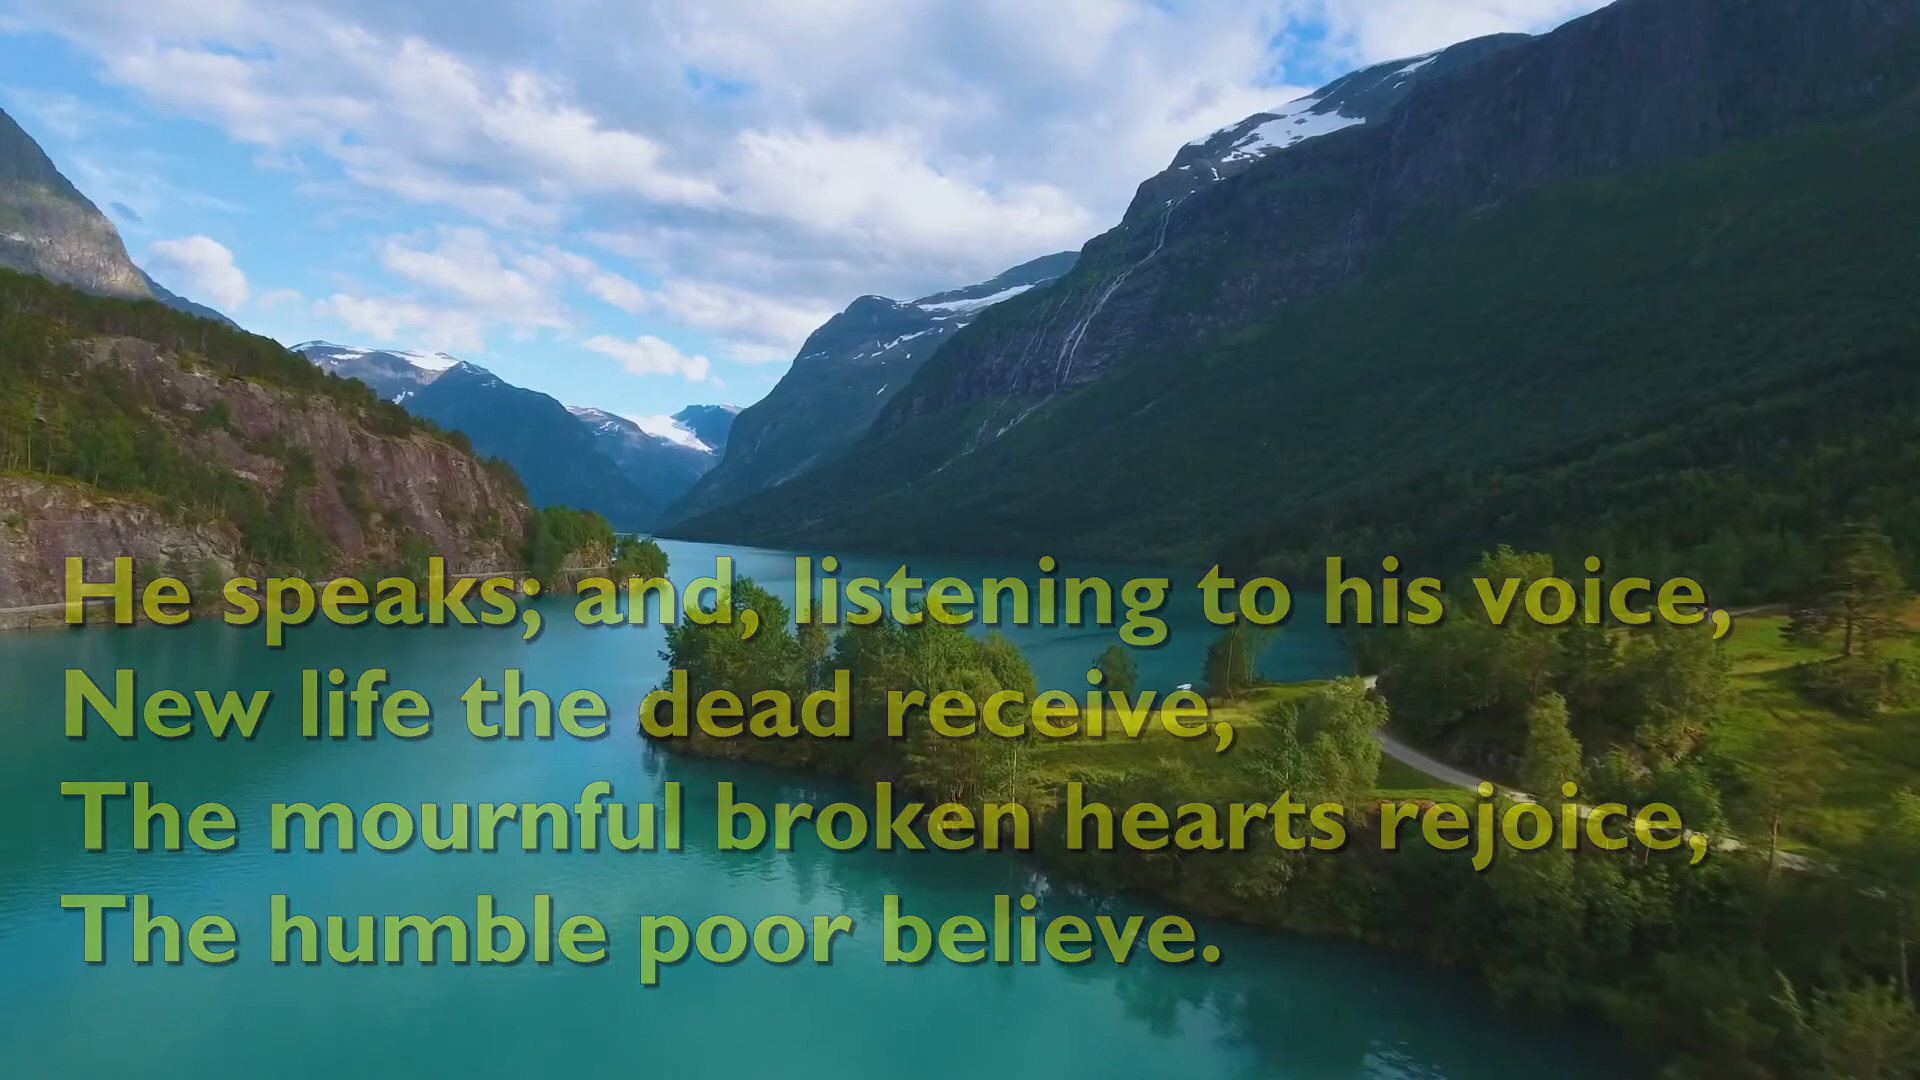 He speaks; and, listening to his voice,
New life the dead receive,
The mournful broken hearts rejoice,
The humble poor believe.